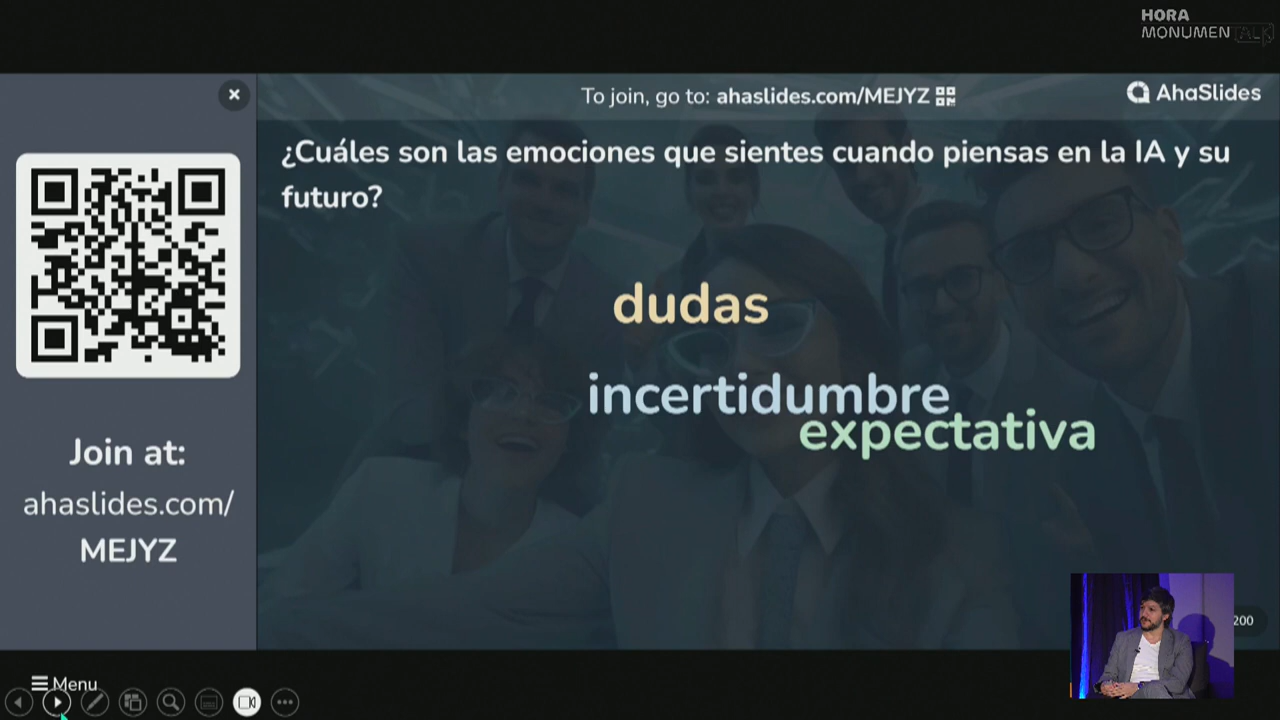 HORA
MONUMENTALK
To join, go to: ahaslides.com/MEJYZ
AhaSlides
¿Cuáles son las emociones que sientes cuando piensas en la IA y su
futuro?
dudas
incertidumbre
expectativa
Join at:
ahaslides.com/
MEJYZ
200
Menu